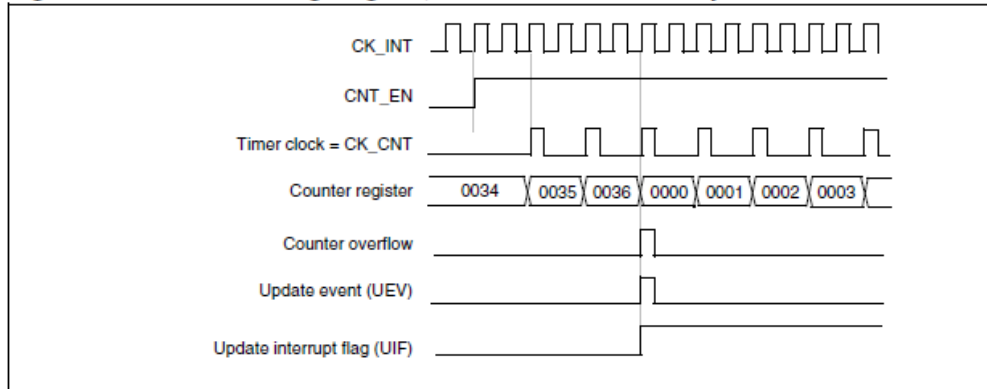 CK_INT
CNT_EN
Timer clock = CK_CNT
Counter register 0034 0035 0036 0000 0001 0002 0003
Counter overflow
Update event (UEV)
Update interrupt flag (UIF)